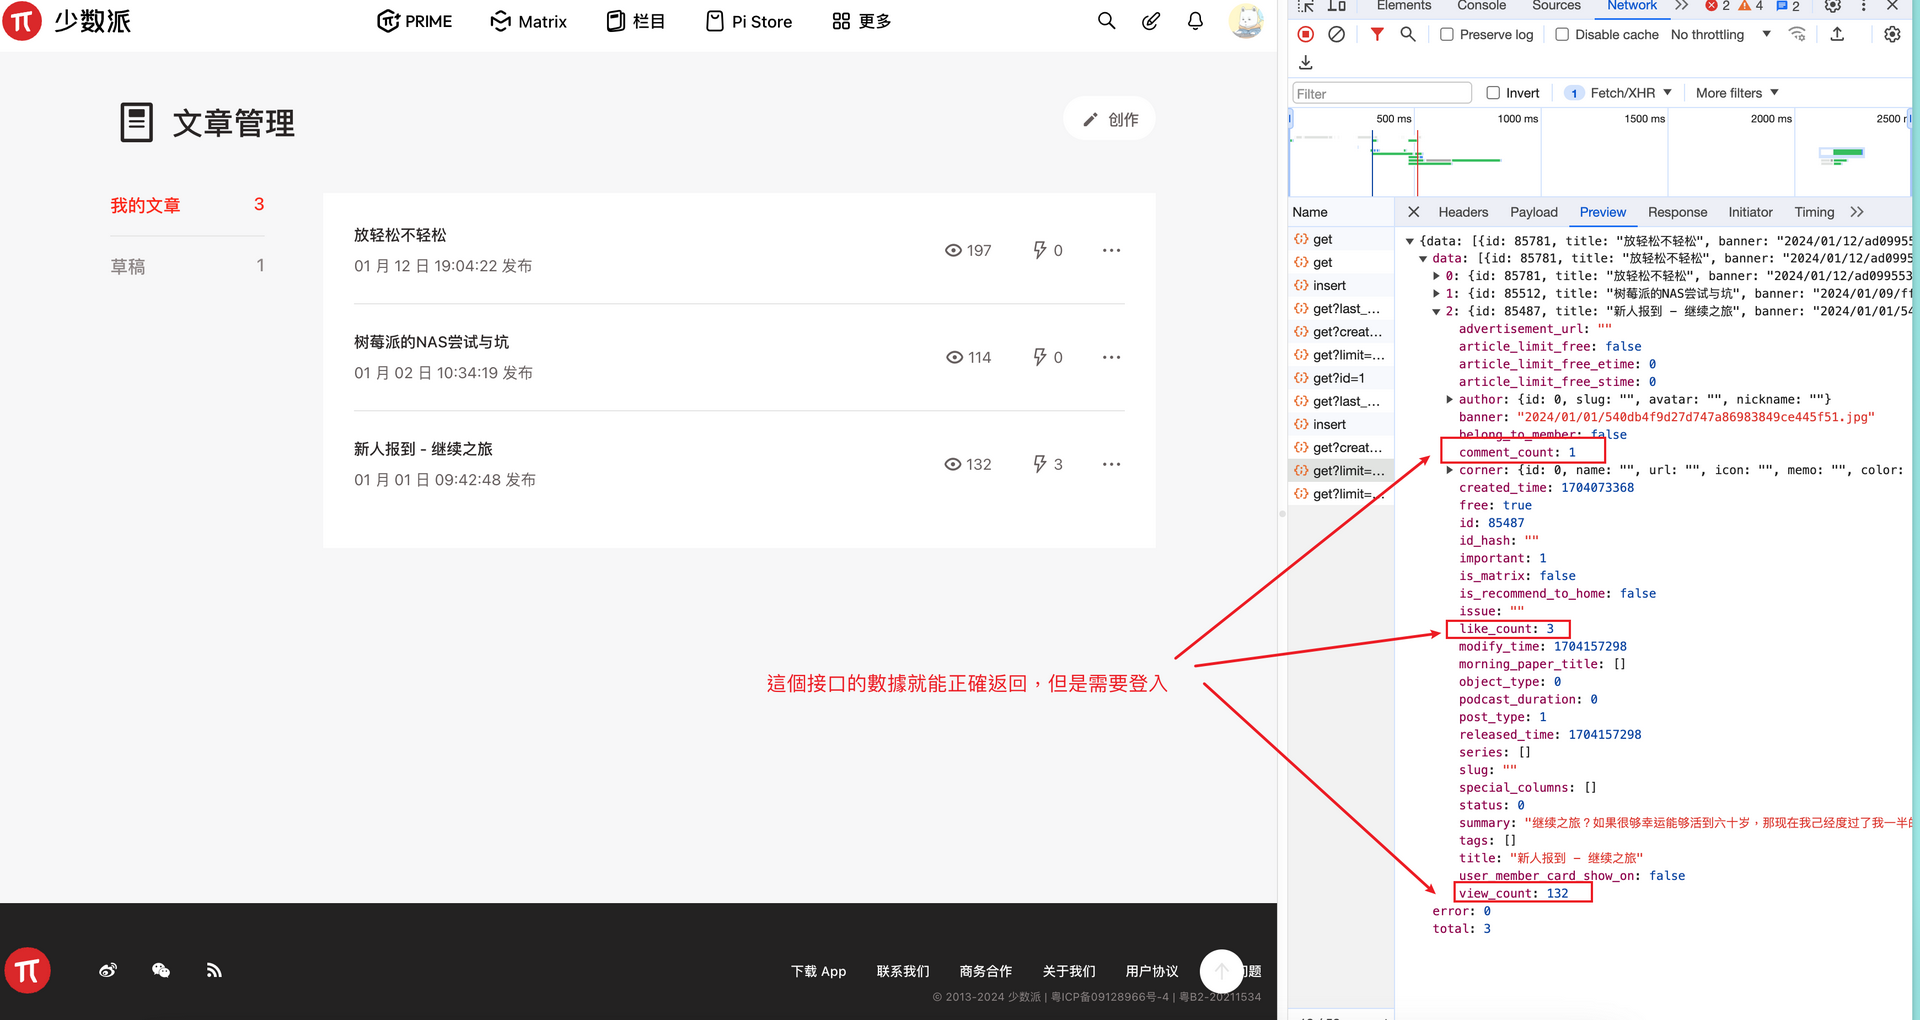 少数派
PRIME
Matrix
栏目
Pi Store
更多
文章管理
创作
我的文章 3
草稿 1
放轻松不轻松
01 月 12 日 19:04:22 发布
197
0
树莓派的NAS尝试与坑
01 月 02 日 10:34:19 发布
114
0
新人报到 - 继续之旅
01 月 01 日 09:42:48 发布
132
3
這個接口的數據就能正確返回，但是需要登入
下载 App
联系我们
商务合作
关于我们
用户协议
问题
© 2013-2024 少数派 | 粤ICP备09128966号-4 | 粤B2-20211534
Elements Console Sources Network 2 4 2
Preserve log Disable cache No throttling
Filter Invert 1 Fetch/XHR More filters
500 ms 1000 ms 1500 ms 2000 ms 2500
Name
get
get
insert
get?last_...
get?creat...
get?limit=...
get?id=1
get?last_...
insert
get?creat...
get?limit=...
get?limit=...
Headers Payload Preview Response Initiator Timing
{data: [{id: 85781, title: "放轻松不轻松", banner: "2024/01/12/ad0995
data: [{id: 85781, title: "放轻松不轻松", banner: "2024/01/12/ad0995
0: {id: 85781, title: "放轻松不轻松", banner: "2024/01/12/ad099553
1: {id: 85512, title: "树莓派的NAS尝试与坑", banner: "2024/01/09/ff
2: {id: 85487, title: "新人报到 - 继续之旅", banner: "2024/01/01/54
advertisement_url: ""
article_limit_free: false
article_limit_free_etime: 0
article_limit_free_stime: 0
author: {id: 0, slug: "", avatar: "", nickname: ""}
banner: "2024/01/01/540db4f9d27d747a86983849ce445f51.jpg"
belong_to_member: false
comment_count: 1
corner: {id: 0, name: "", url: "", icon: "", memo: "", color:
created_time: 1704073368
free: true
id: 85487
id_hash: ""
important: 1
is_matrix: false
is_recommend_to_home: false
issue: ""
like_count: 3
modify_time: 1704157298
morning_paper_title: []
object_type: 0
podcast_duration: 0
post_type: 1
released_time: 1704157298
series: []
slug: ""
special_columns: []
status: 0
summary: "继续之旅？如果很够幸运能够活到六十岁，那现在我己经度过了我一半的
tags: []
title: "新人报到 - 继续之旅"
user_member_card_show_on: false
view_count: 132
error: 0
total: 3